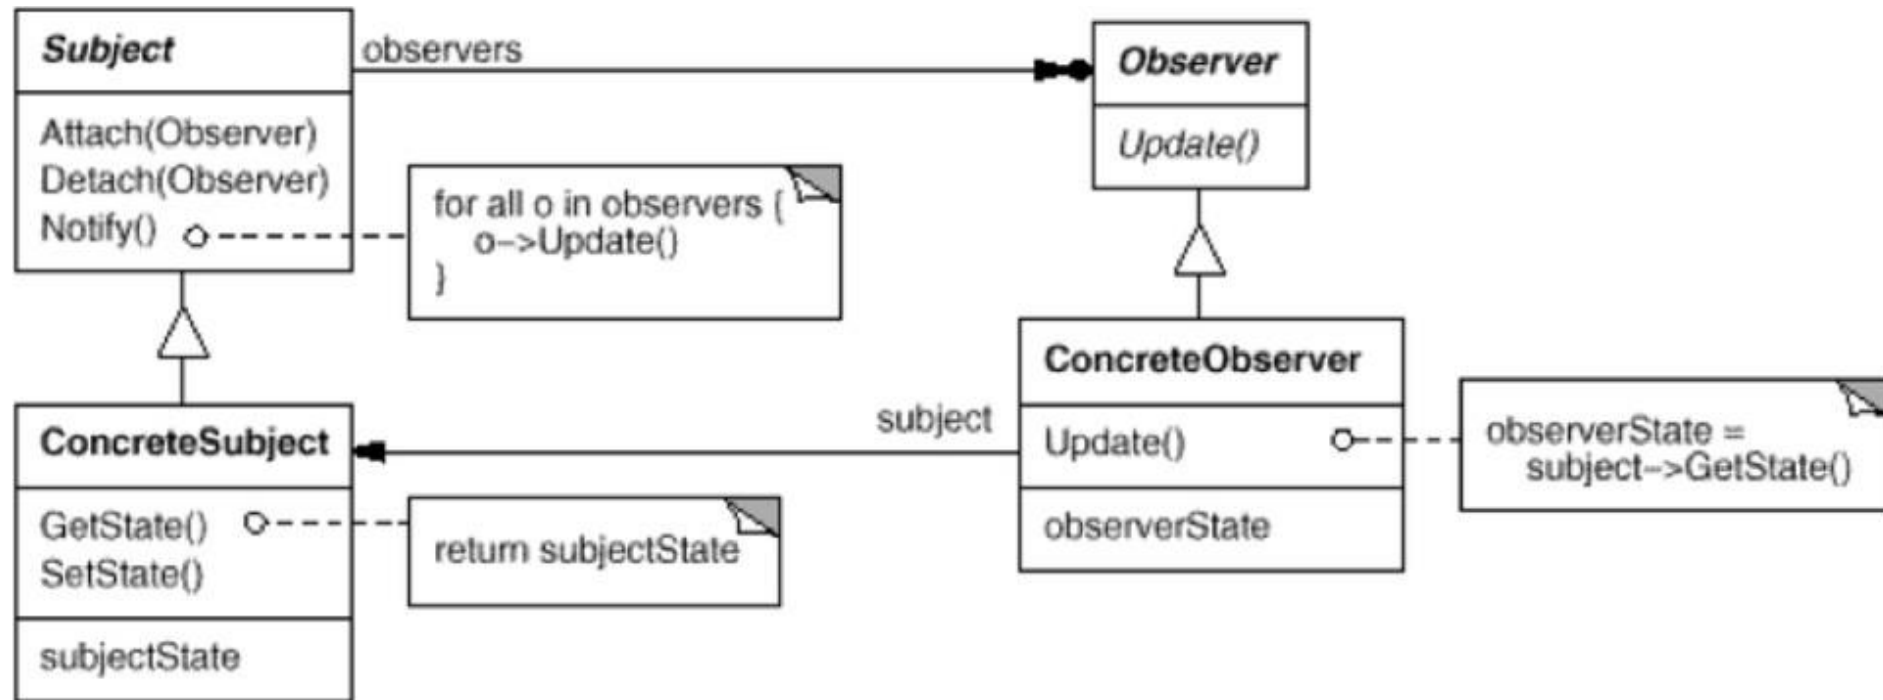 Subject
observers
Observer
Attach(Observer)
Detach(Observer)
Notify()
for all o in observers {
o->Update()
}
Update()
ConcreteSubject
GetState()
SetState()
subjectState
return subjectState
subject
ConcreteObserver
Update()
observerState
observerState =
subject->GetState()